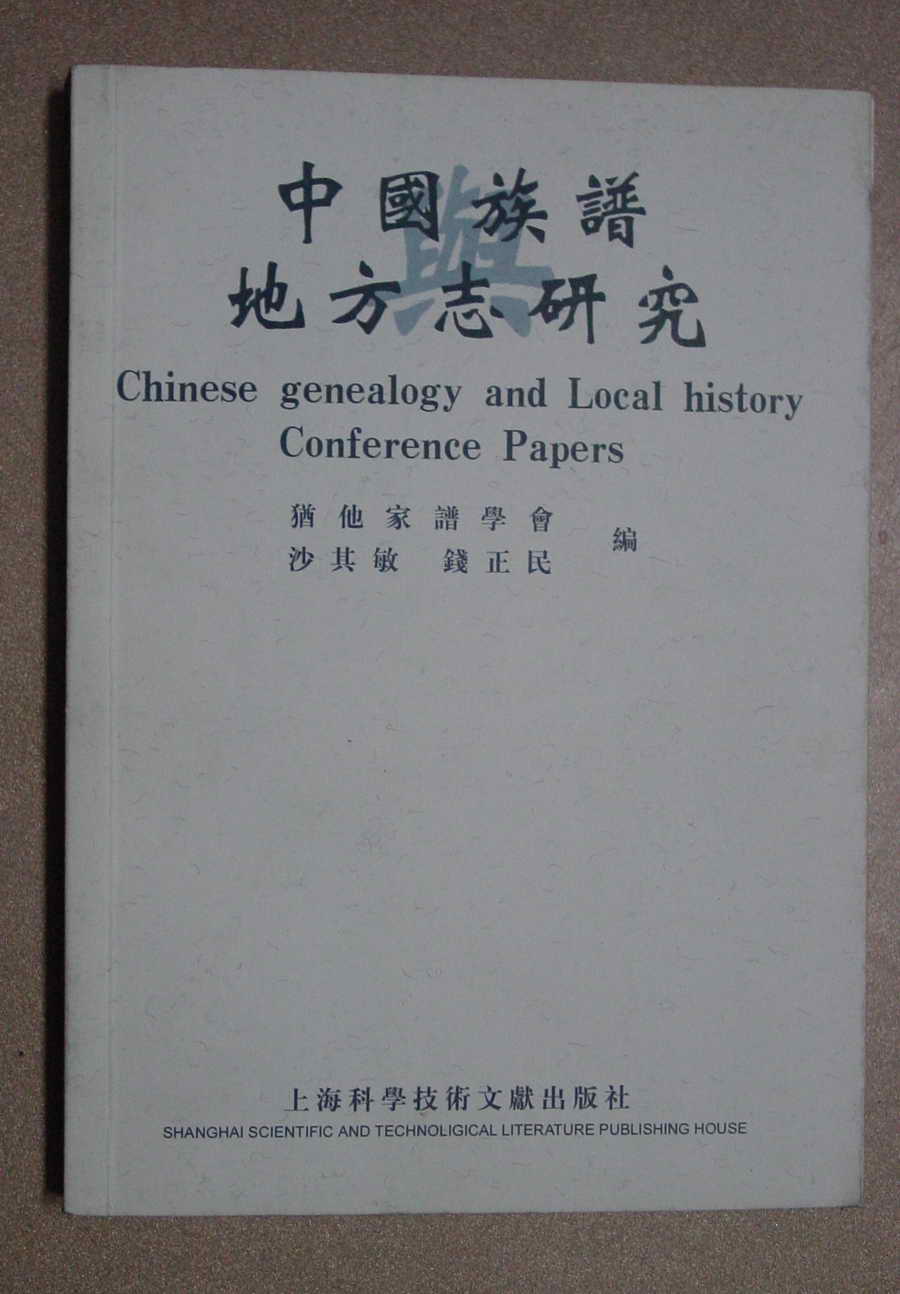 中國族譜
與
地方志研究
Chinese genealogy and Local history
Conference Papers
猶他家譜學會
沙其敏 錢正民 編
上海科學技術文獻出版社
SHANGHAI SCIENTIFIC AND TECHNOLIGICAL LITERATURE PUBLISHING HOUSE